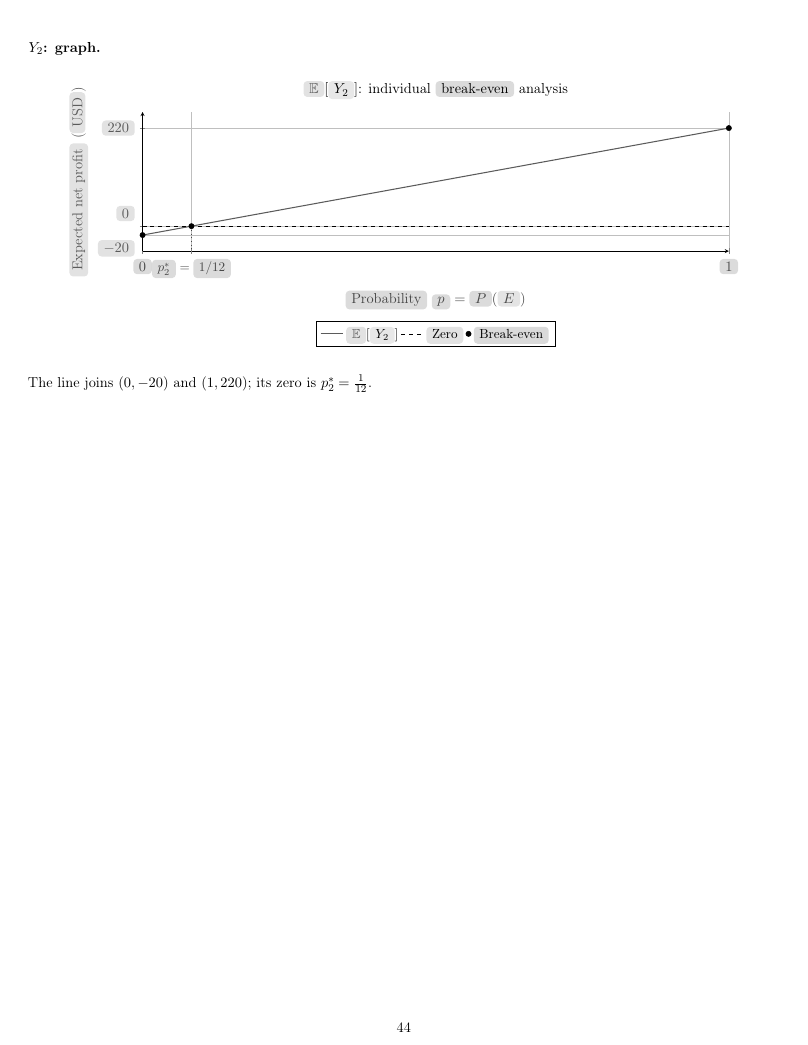 Y₂: graph.
𝔼[Y₂]: individual break-even analysis
Expected net profit (USD)
220
0
−20
0 p₂* = 1/12 1
Probability p = P(E)
𝔼[Y₂] Zero Break-even
The line joins (0, −20) and (1, 220); its zero is p₂* = 1/12.
44